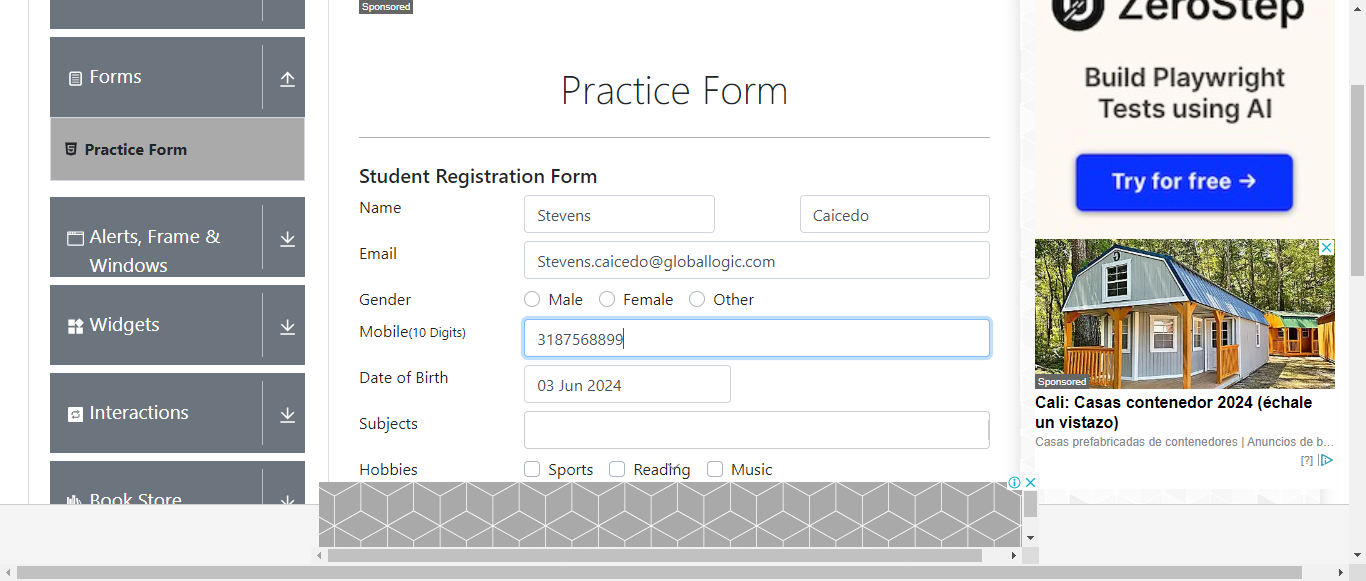 Forms
Practice Form
Alerts, Frame &
Windows
Widgets
Interactions
Book Store
Sponsored
Practice Form
Student Registration Form
Name
Stevens
Caicedo
Email
Stevens.caicedo@globallogic.com
Gender
Male
Female
Other
Mobile(10 Digits)
3187568899
Date of Birth
03 Jun 2024
Subjects
Hobbies
Sports
Reading
Music
ZeroStep
Build Playwright
Tests using AI
Try for free →
Sponsored
Cali: Casas contenedor 2024 (échale
un vistazo)
Casas prefabricadas de contenedores | Anuncios de b…
[?]